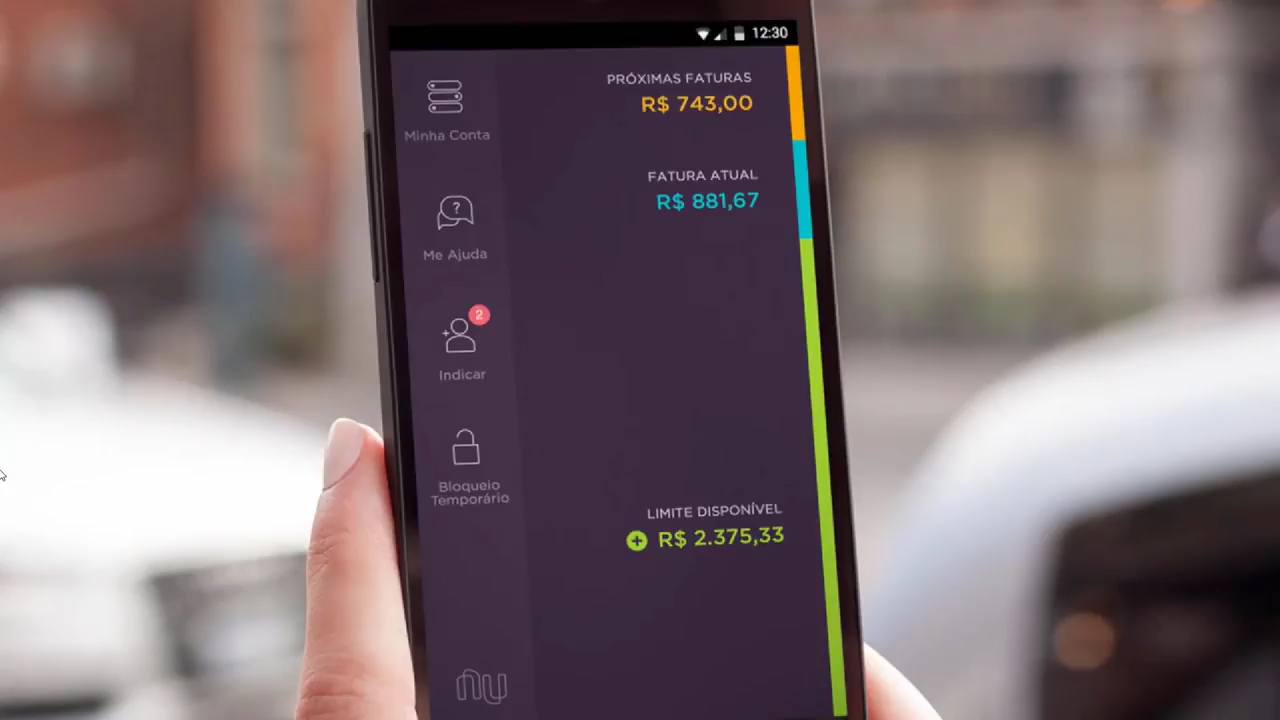 12:30
PRÓXIMAS FATURAS
R$ 743,00
FATURA ATUAL
R$ 881,67
LIMITE DISPONÍVEL
R$ 2.375,33
Minha Conta
?
Me Ajuda
2
Indicar
Bloqueio
Temporário
nu